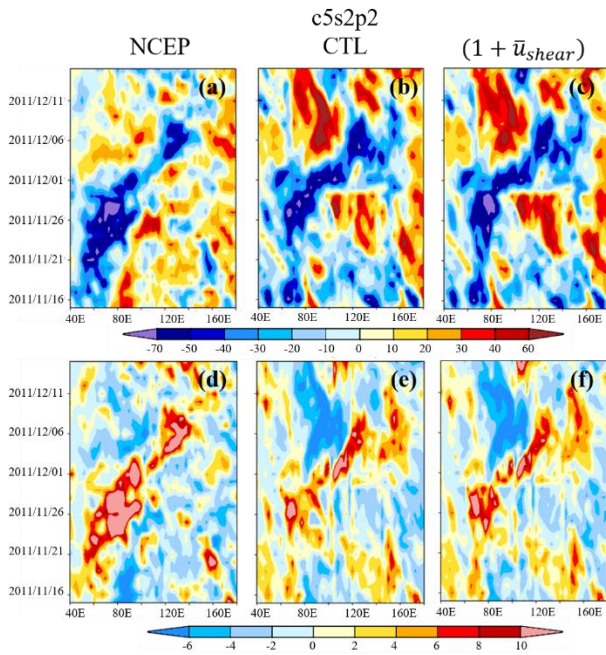 c5s2p2
NCEP CTL (1 + ū_shear)
(a) (b) (c)
2011/12/11
2011/12/06
2011/12/01
2011/11/26
2011/11/21
2011/11/16
40E 80E 120E 160E 40E 80E 120E 160E 40E 80E 120E 160E
-70 -50 -40 -30 -20 -10 0 10 20 30 40 60
(d) (e) (f)
2011/12/11
2011/12/06
2011/12/01
2011/11/26
2011/11/21
2011/11/16
40E 80E 120E 160E 40E 80E 120E 160E 40E 80E 120E 160E
-6 -4 -2 0 2 4 6 8 10